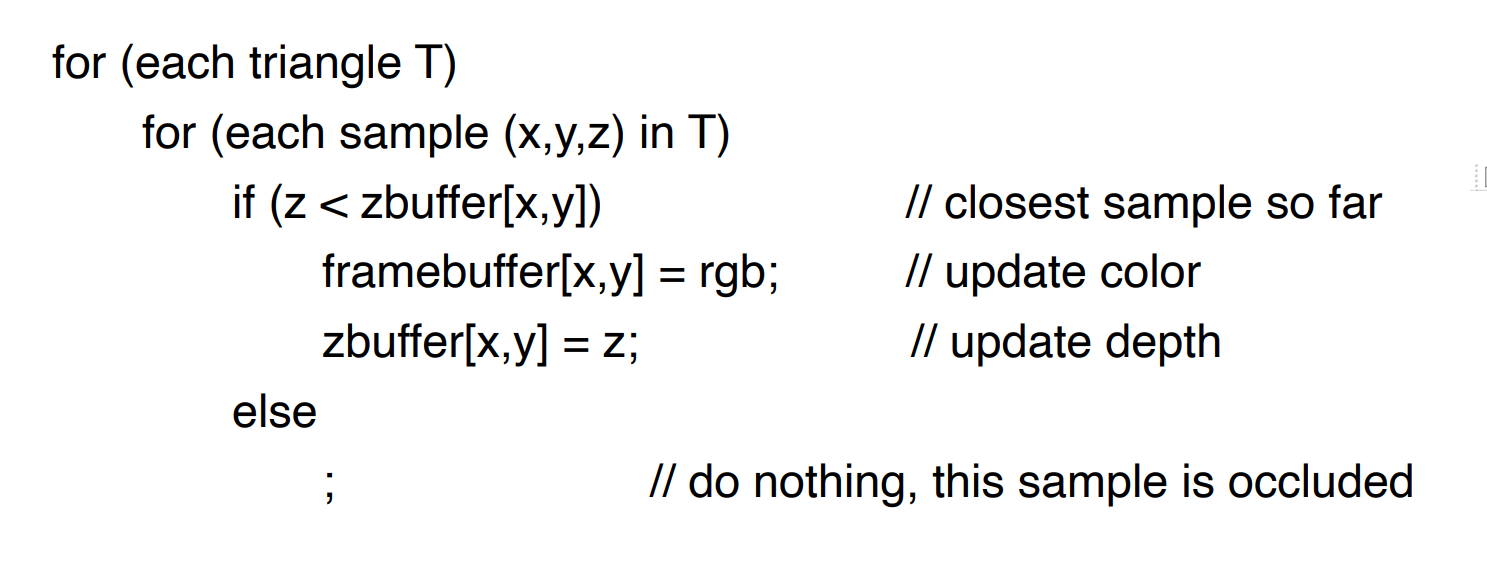 for (each triangle T)
for (each sample (x,y,z) in T)
if (z < zbuffer[x,y]) // closest sample so far
framebuffer[x,y] = rgb; // update color
zbuffer[x,y] = z; // update depth
else
; // do nothing, this sample is occluded